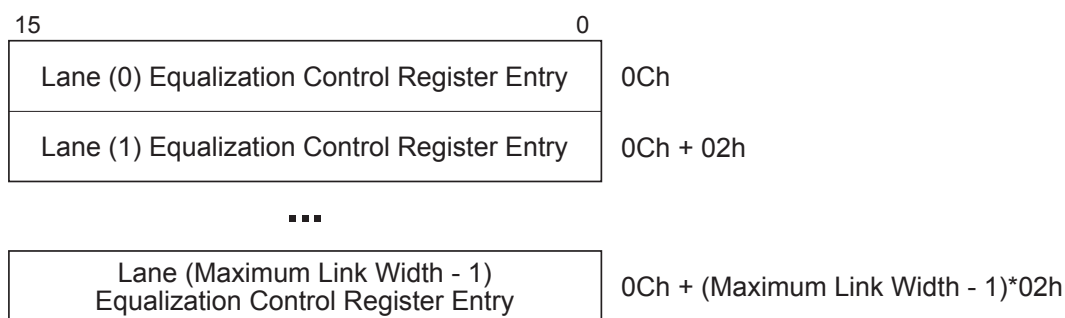 15 0
Lane (0) Equalization Control Register Entry 0Ch
Lane (1) Equalization Control Register Entry 0Ch + 02h
...
Lane (Maximum Link Width - 1)
Equalization Control Register Entry 0Ch + (Maximum Link Width - 1)*02h